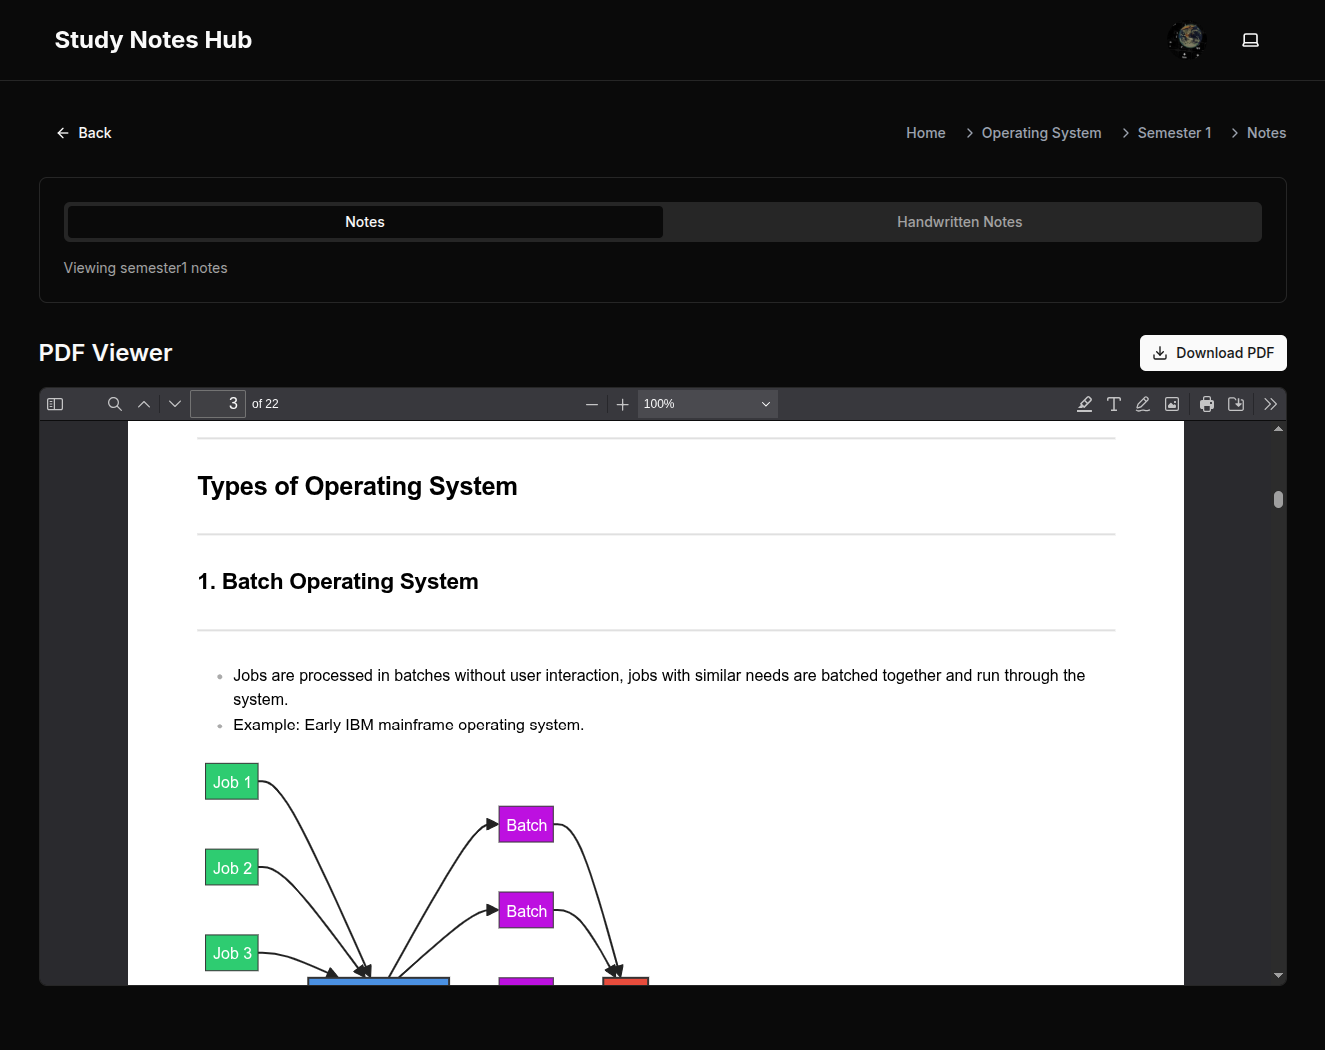 Study Notes Hub
Back
Home > Operating System > Semester 1 > Notes
Notes
Handwritten Notes
Viewing semester1 notes
PDF Viewer
Download PDF
3 of 22
100%
Types of Operating System
1. Batch Operating System
Jobs are processed in batches without user interaction, jobs with similar needs are batched together and run through the
system.
Example: Early IBM mainframe operating system.
Job 1
Batch
Job 2
Batch
Job 3